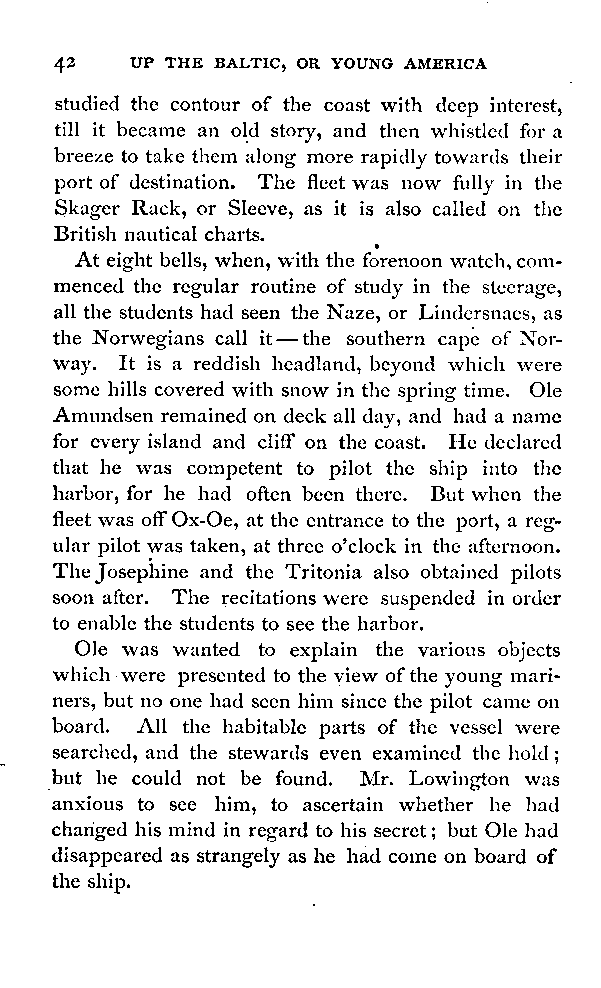 42 UP THE BALTIC, OR YOUNG AMERICA
studied the contour of the coast with deep interest,
till it became an old story, and then whistled for a
breeze to take them along more rapidly towards their
port of destination. The fleet was now fully in the
Skager Rack, or Sleeve, as it is also called on the
British nautical charts.
At eight bells, when, with the forenoon watch, com-
menced the regular routine of study in the steerage,
all the students had seen the Naze, or Lindersnaes, as
the Norwegians call it — the southern cape of Nor-
way. It is a reddish headland, beyond which were
some hills covered with snow in the spring time. Ole
Amundsen remained on deck all day, and had a name
for every island and cliff on the coast. He declared
that he was competent to pilot the ship into the
harbor, for he had often been there. But when the
fleet was off Ox-Oe, at the entrance to the port, a reg-
ular pilot was taken, at three o'clock in the afternoon.
The Josephine and the Tritonia also obtained pilots
soon after. The recitations were suspended in order
to enable the students to see the harbor.
Ole was wanted to explain the various objects
which were presented to the view of the young mari-
ners, but no one had seen him since the pilot came on
board. All the habitable parts of the vessel were
searched, and the stewards even examined the hold;
but he could not be found. Mr. Lowington was
anxious to see him, to ascertain whether he had
changed his mind in regard to his secret; but Ole had
disappeared as strangely as he had come on board of
the ship.